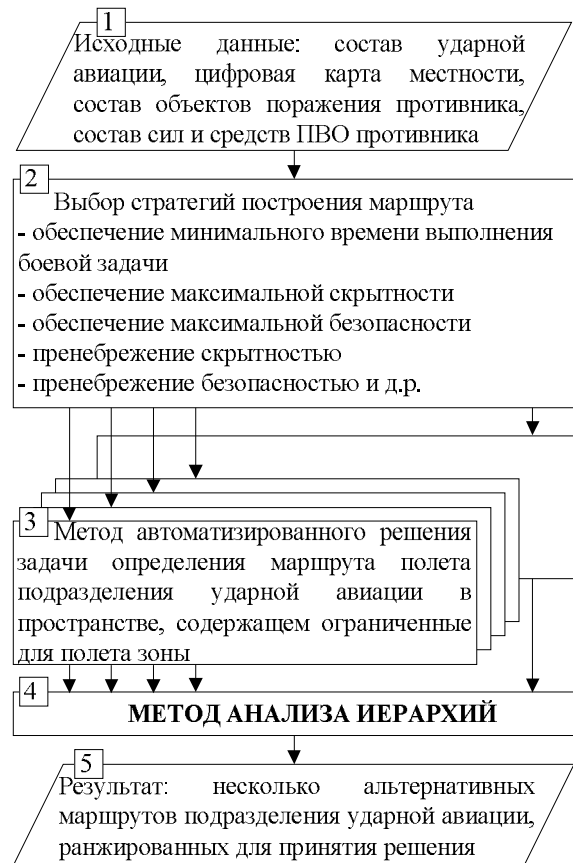 1
Исходные данные: состав ударной
авиации, цифровая карта местности,
состав объектов поражения противника,
состав сил и средств ПВО противника
2
Выбор стратегий построения маршрута
- обеспечение минимального времени выполнения
боевой задачи
- обеспечение максимальной скрытности
- обеспечение максимальной безопасности
- пренебрежение скрытностью
- пренебрежение безопасностью и д.р.
3
Метод автоматизированного решения
задачи определения маршрута полета
подразделения ударной авиации в
пространстве, содержащем ограниченные
для полета зоны
4
МЕТОД АНАЛИЗА ИЕРАРХИЙ
5
Результат: несколько альтернативных
маршрутов подразделения ударной авиации,
ранжированных для принятия решения